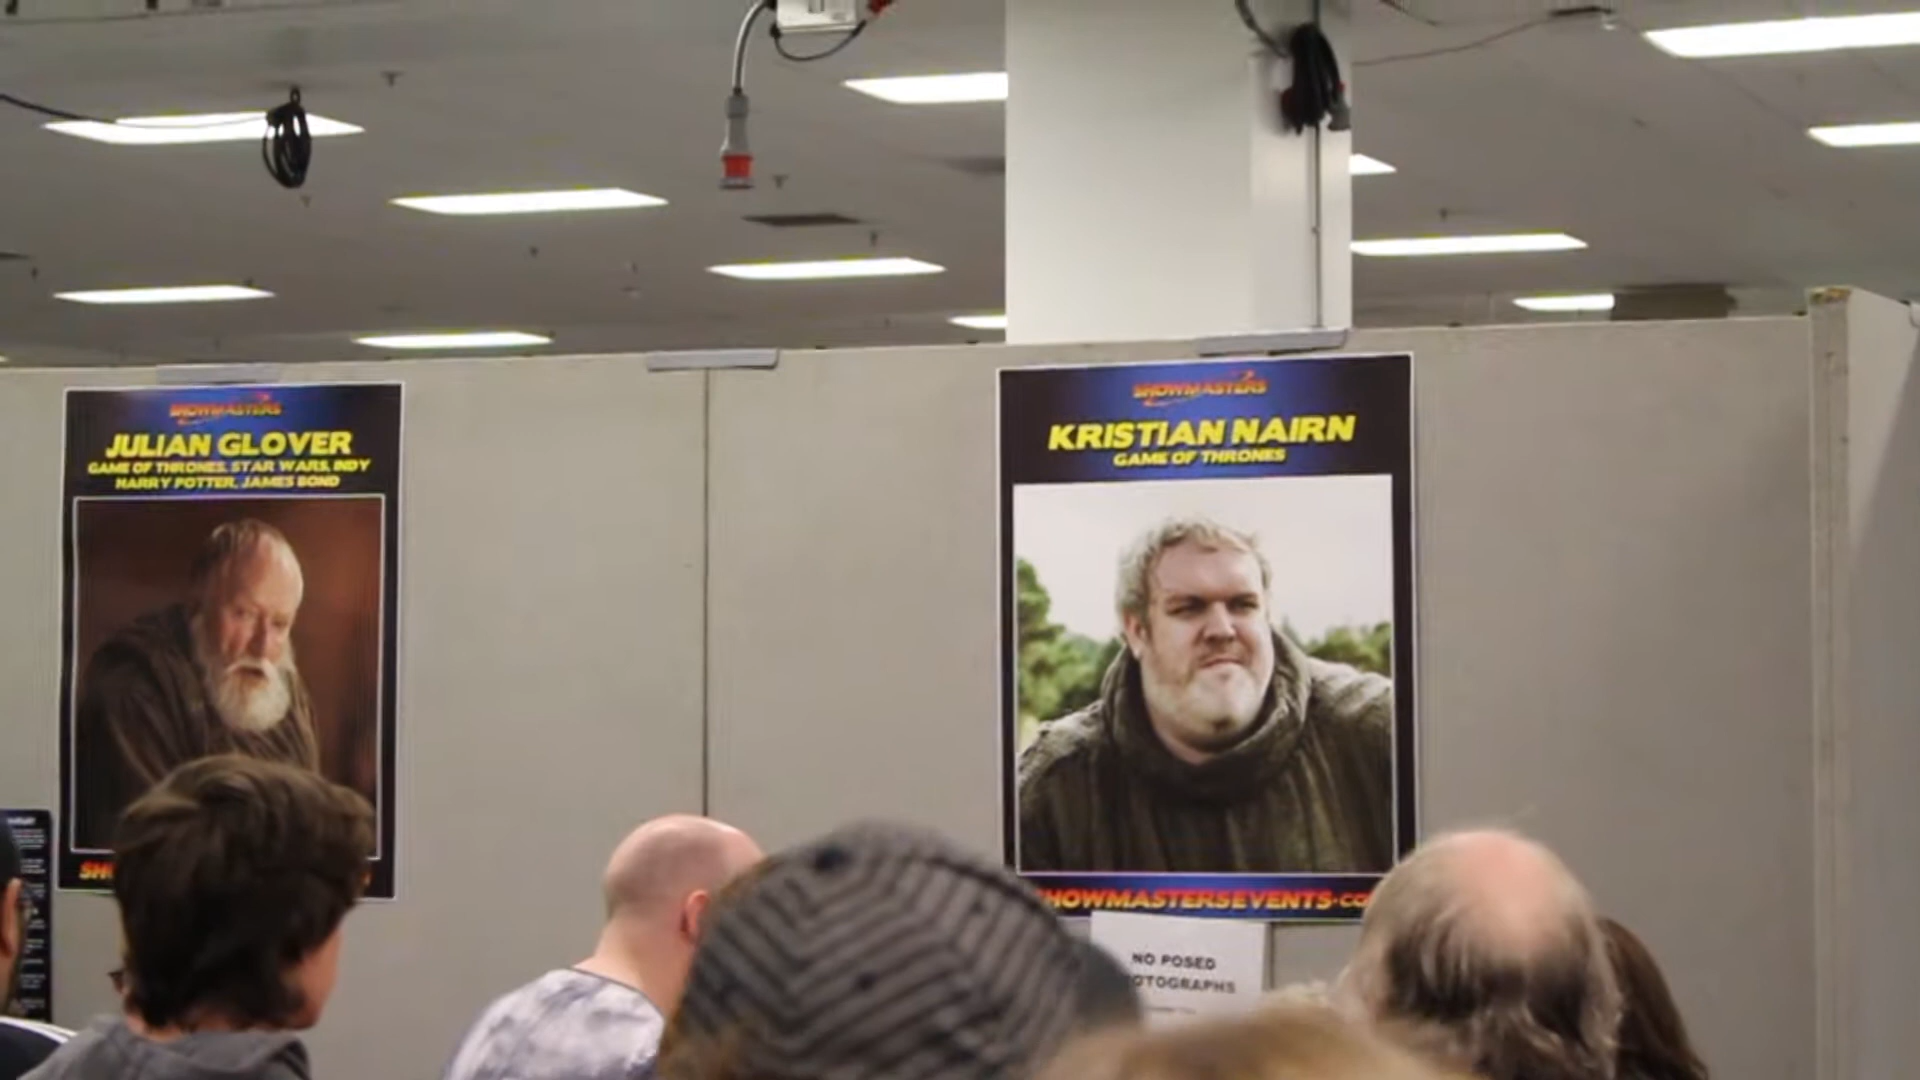 SHOWMASTERS
JULIAN GLOVER
GAME OF THRONES, STAR WARS, INDY
HARRY POTTER, JAMES BOND
SH
SHOWMASTERS
KRISTIAN NAIRN
GAME OF THRONES
HOWMASTERSEVENTS.CO
NO POSED
OTOGRAPHS